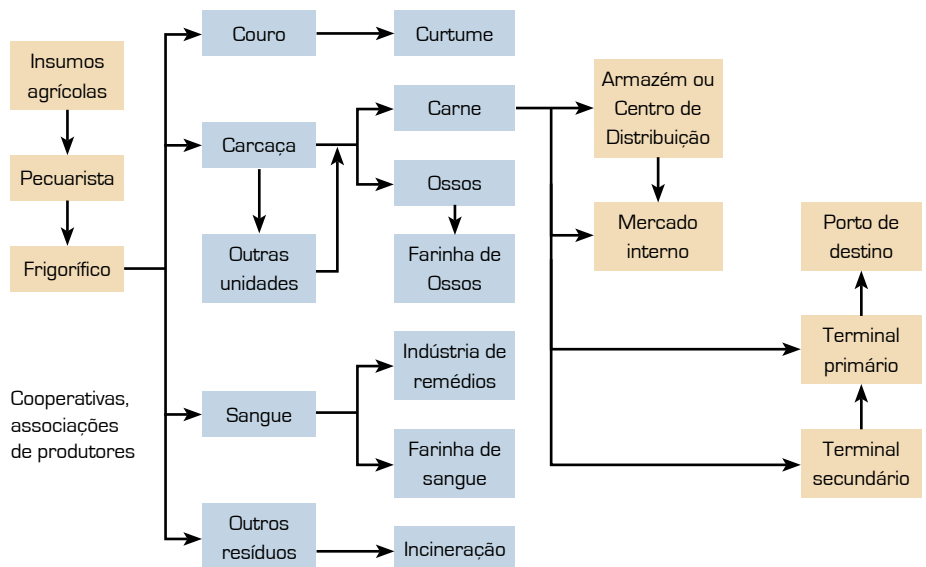 Insumos
agrícolas
Pecuarista
Frigorífico
Cooperativas,
associações
de produtores
Couro
Curtume
Carcaça
Outras
unidades
Carne
Ossos
Farinha de
Ossos
Sangue
Indústria de
remédios
Farinha de
sangue
Outros
resíduos
Incineração
Armazém ou
Centro de
Distribuição
Mercado
interno
Porto de
destino
Terminal
primário
Terminal
secundário